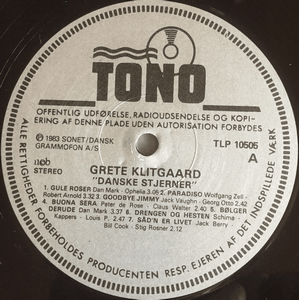 TONO
OFFENTLIG UDFØRELSE, RADIOUDSENDELSE OG KOPI-
ERING AF DENNE PLADE UDEN AUTORISATION FORBYDES
℗ 1983 SONET/DANSK
GRAMMOFON A/S
TLP 10505
A
ncb
STEREO
GRETE KLITGAARD
"DANSKE STJERNER"
1. GULE ROSER Dan Mark - Ophelia 3.05 2. PARADISO Wolfgang Zell -
Robert Arnold 3.32 3. GOODBYE JIMMY Jack Vaughn - Georg Otto 2.42
4. BUONA SERA Peter de Rose - Claus Walter 2.40 5. BØLGER
DERUDE Dan Mark 3.37 6. DRENGEN OG HESTEN Schima -
Kappers - Louis P. 2.47 7. SÅD'N ER LIVET Jack Berry -
Bill Cook - Stig Rosner 2.12
ALLE RETTIGHEDER FORBEHOLDES PRODUCENTEN RESP. EJEREN AF DET INDSPILLEDE VÆRK